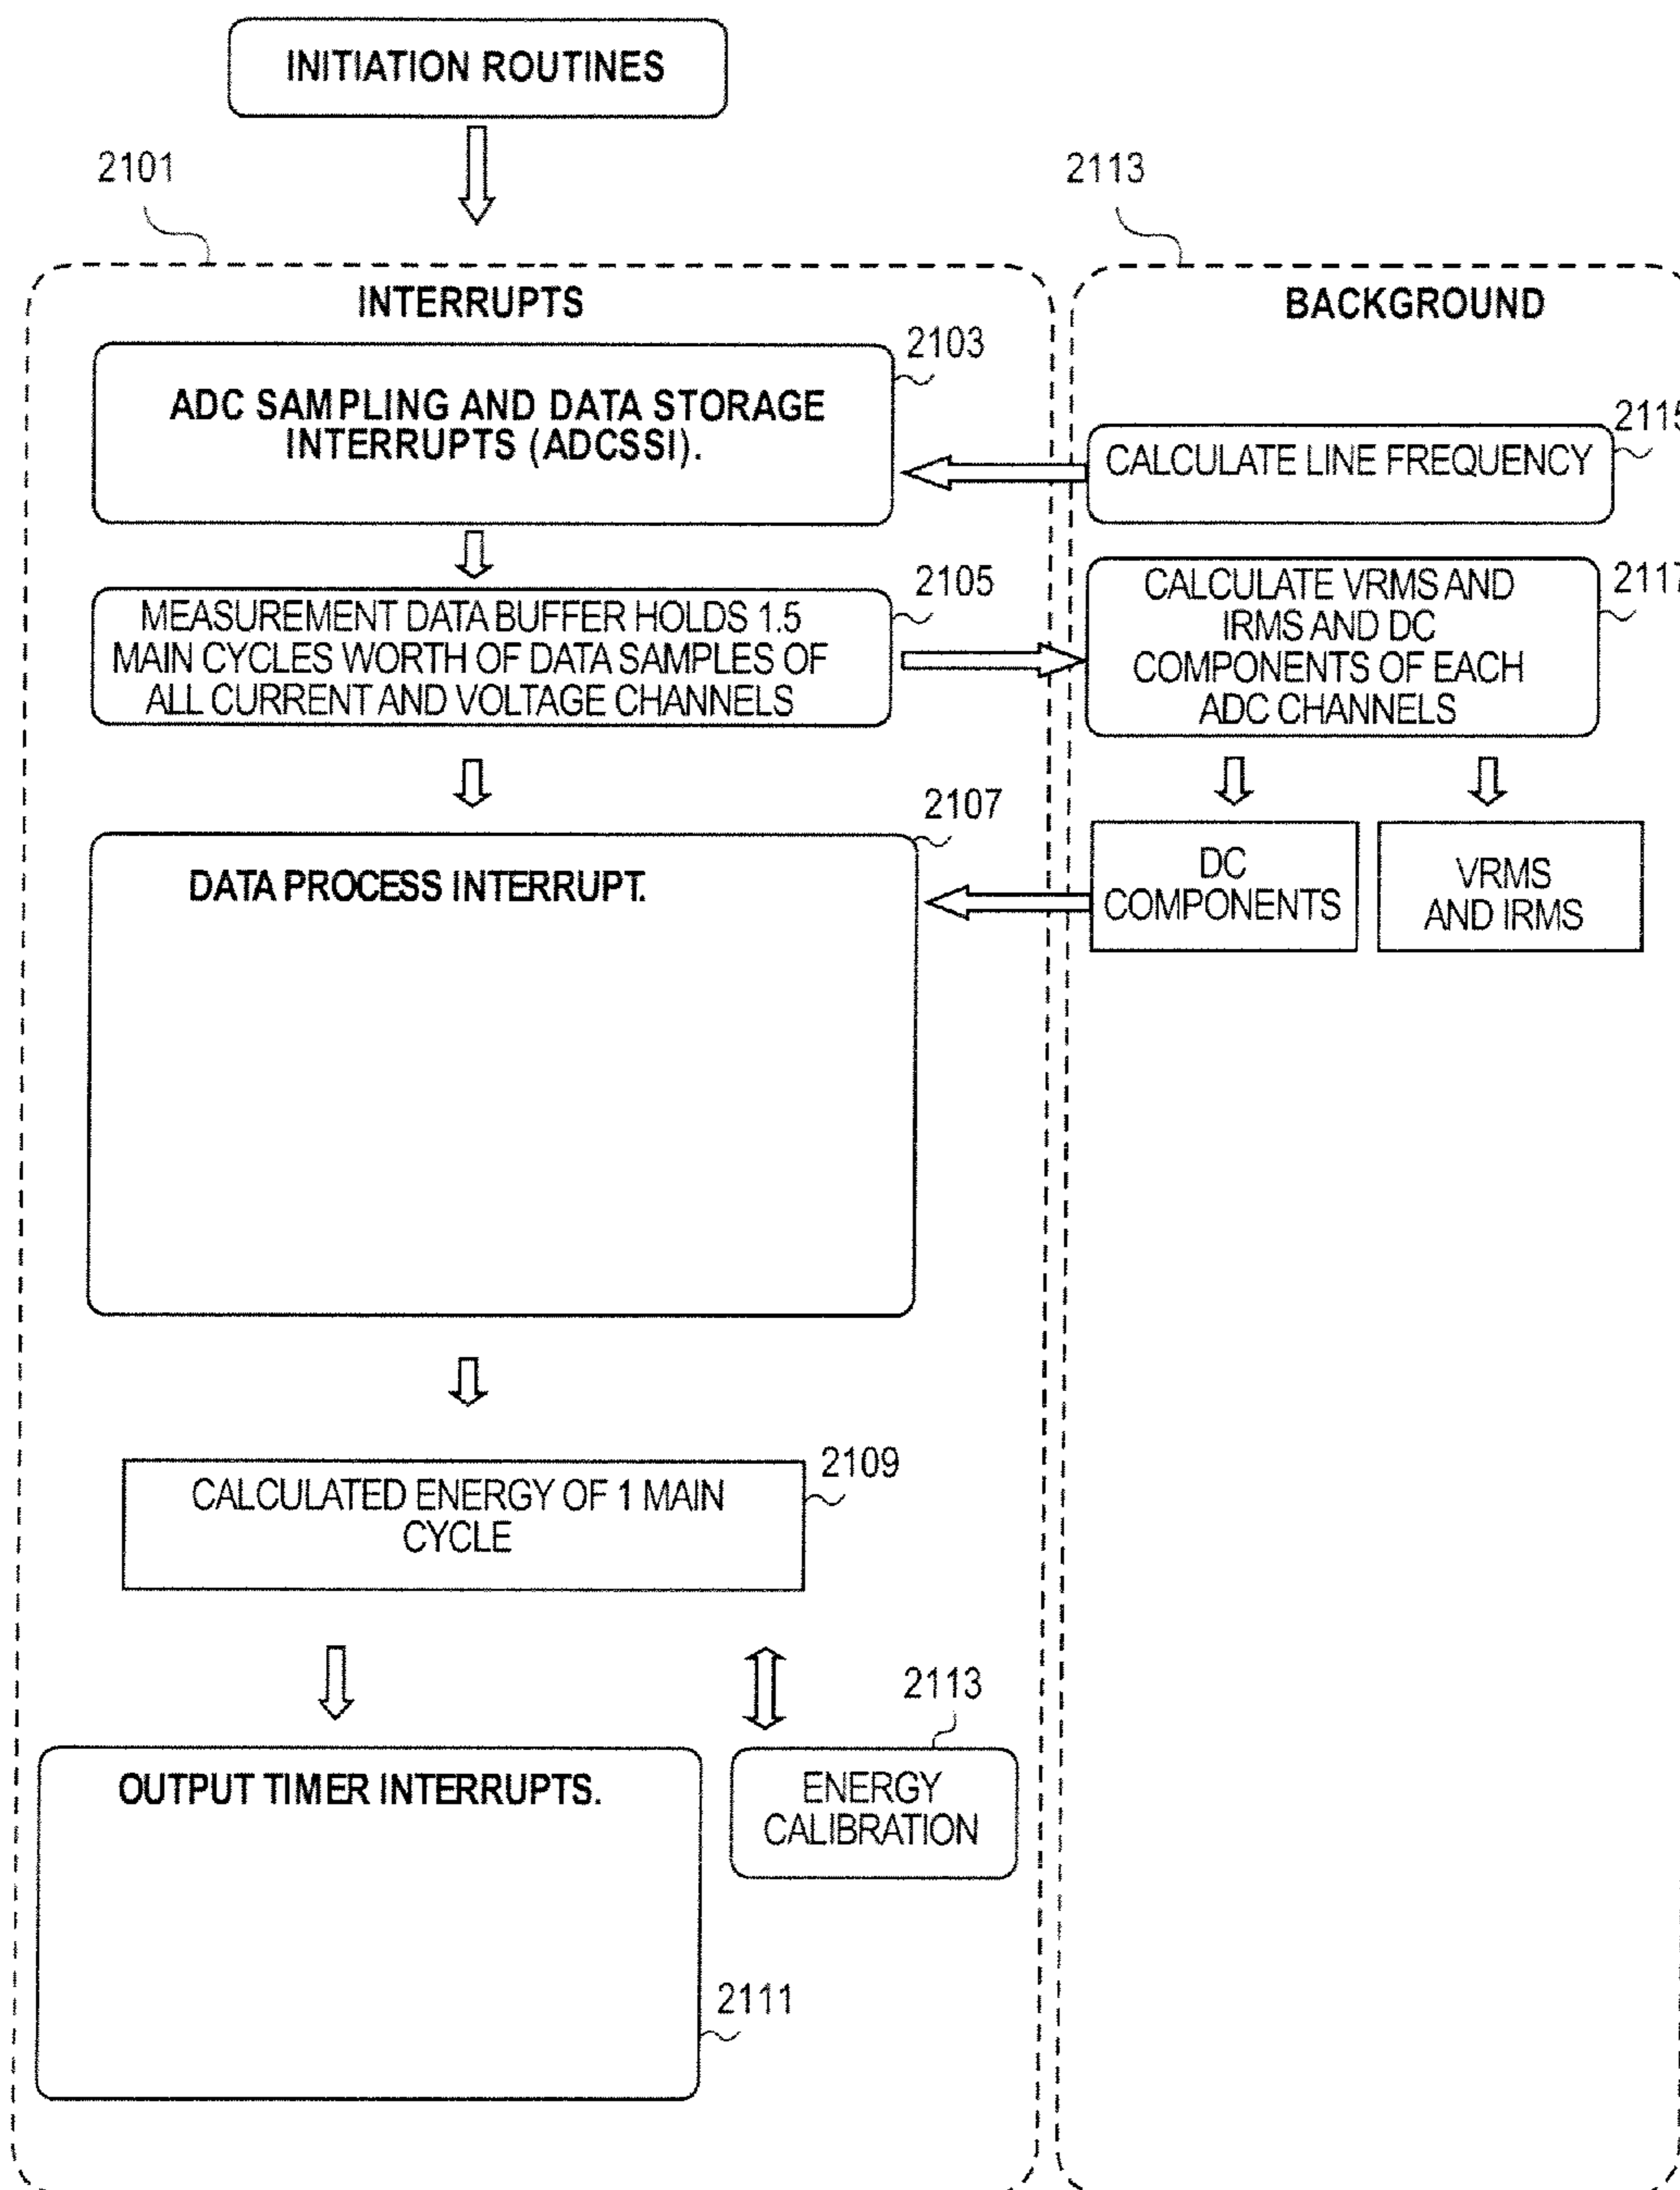 INITIATION ROUTINES
2101
2113
INTERRUPTS
BACKGROUND
2103
ADC SAMPLING AND DATA STORAGE
INTERRUPTS (ADCSSI).
2115
CALCULATE LINE FREQUENCY
2105
MEASUREMENT DATA BUFFER HOLDS 1.5
MAIN CYCLES WORTH OF DATA SAMPLES OF
ALL CURRENT AND VOLTAGE CHANNELS
2117
CALCULATE VRMS AND
IRMS AND DC
COMPONENTS OF EACH
ADC CHANNELS
2107
DATA PROCESS INTERRUPT.
DC
COMPONENTS
VRMS
AND IRMS
2109
CALCULATED ENERGY OF 1 MAIN
CYCLE
2113
OUTPUT TIMER INTERRUPTS.
ENERGY
CALIBRATION
2111